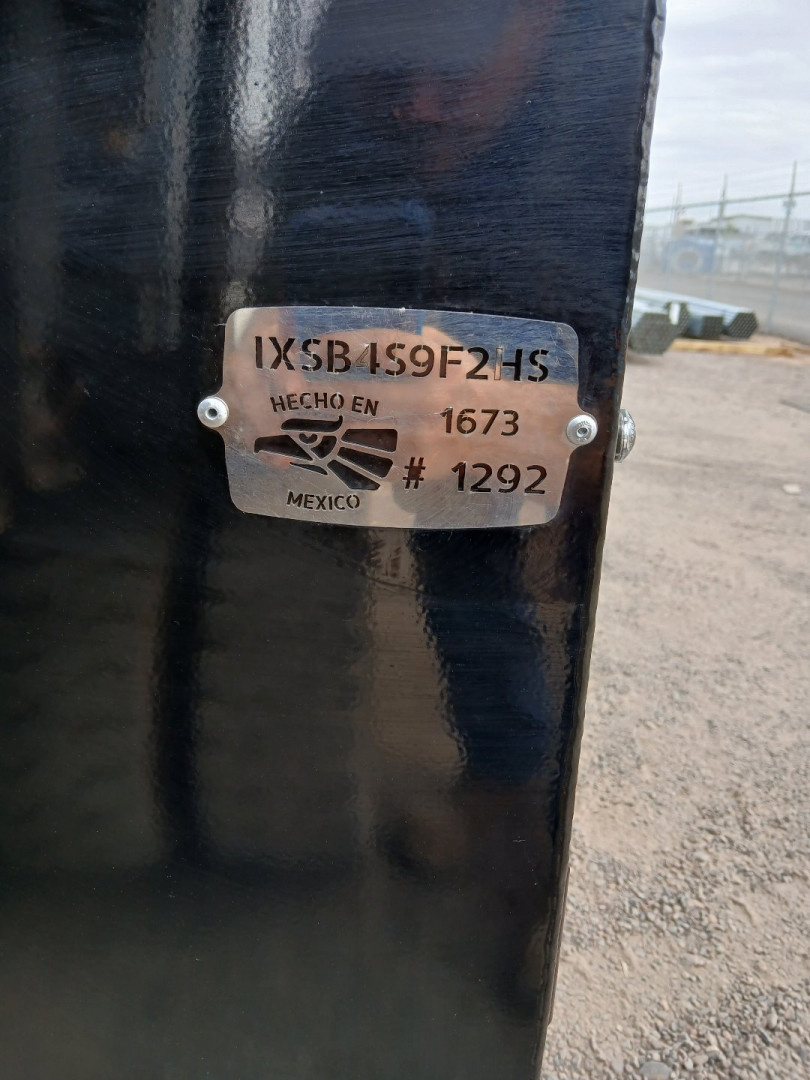 IXSB4S9F2HS
HECHO EN
1673
# 1292
MEXICO